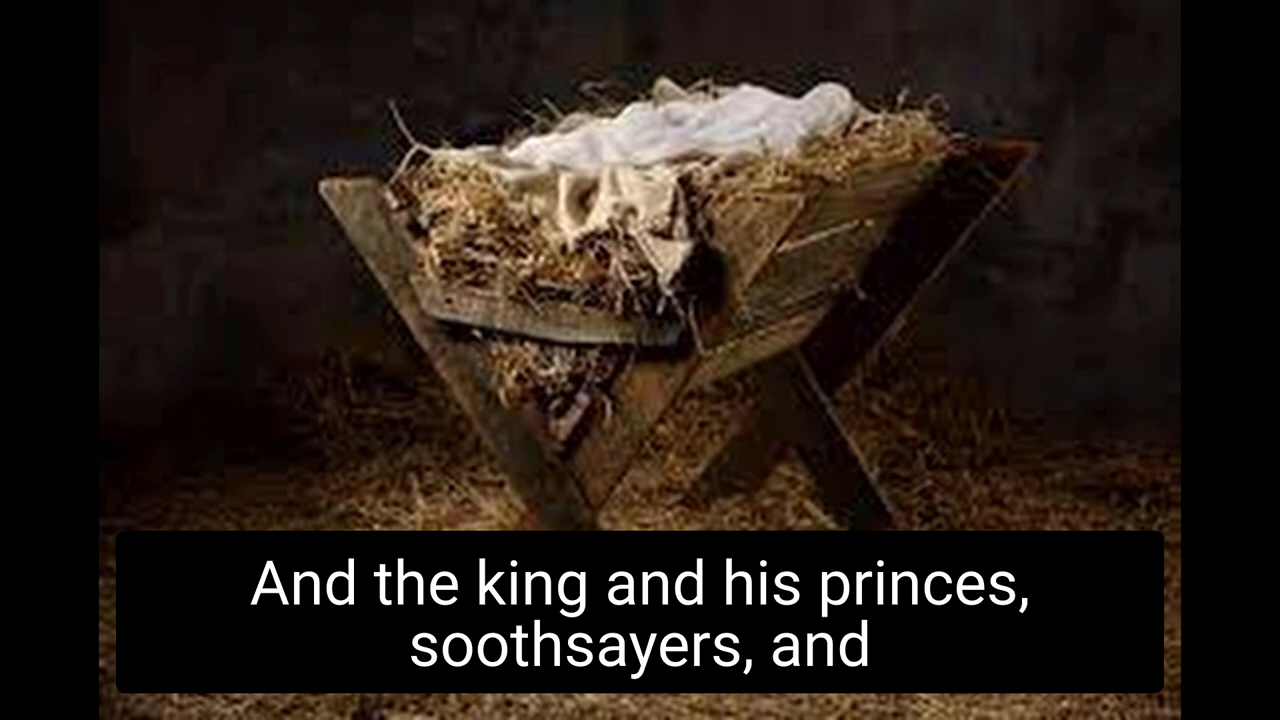 And the king and his princes,
soothsayers, and